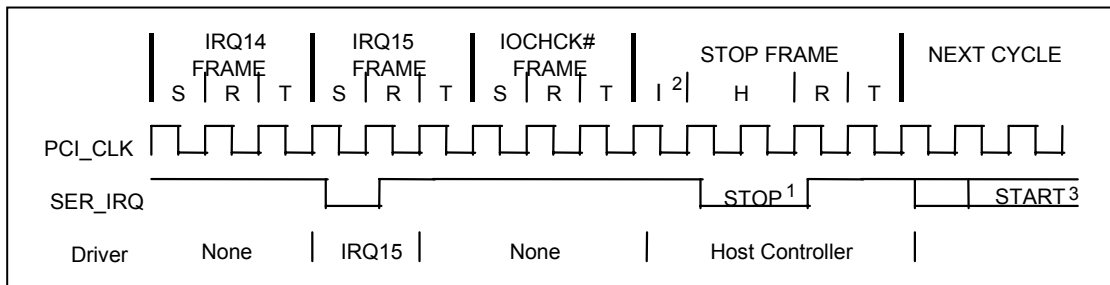 IRQ14 IRQ15 IOCHCK#
FRAME FRAME FRAME STOP FRAME NEXT CYCLE
S R T S R T S R T I 2 H R T
PCI_CLK
SER_IRQ STOP 1 START 3
Driver None IRQ15 None Host Controller